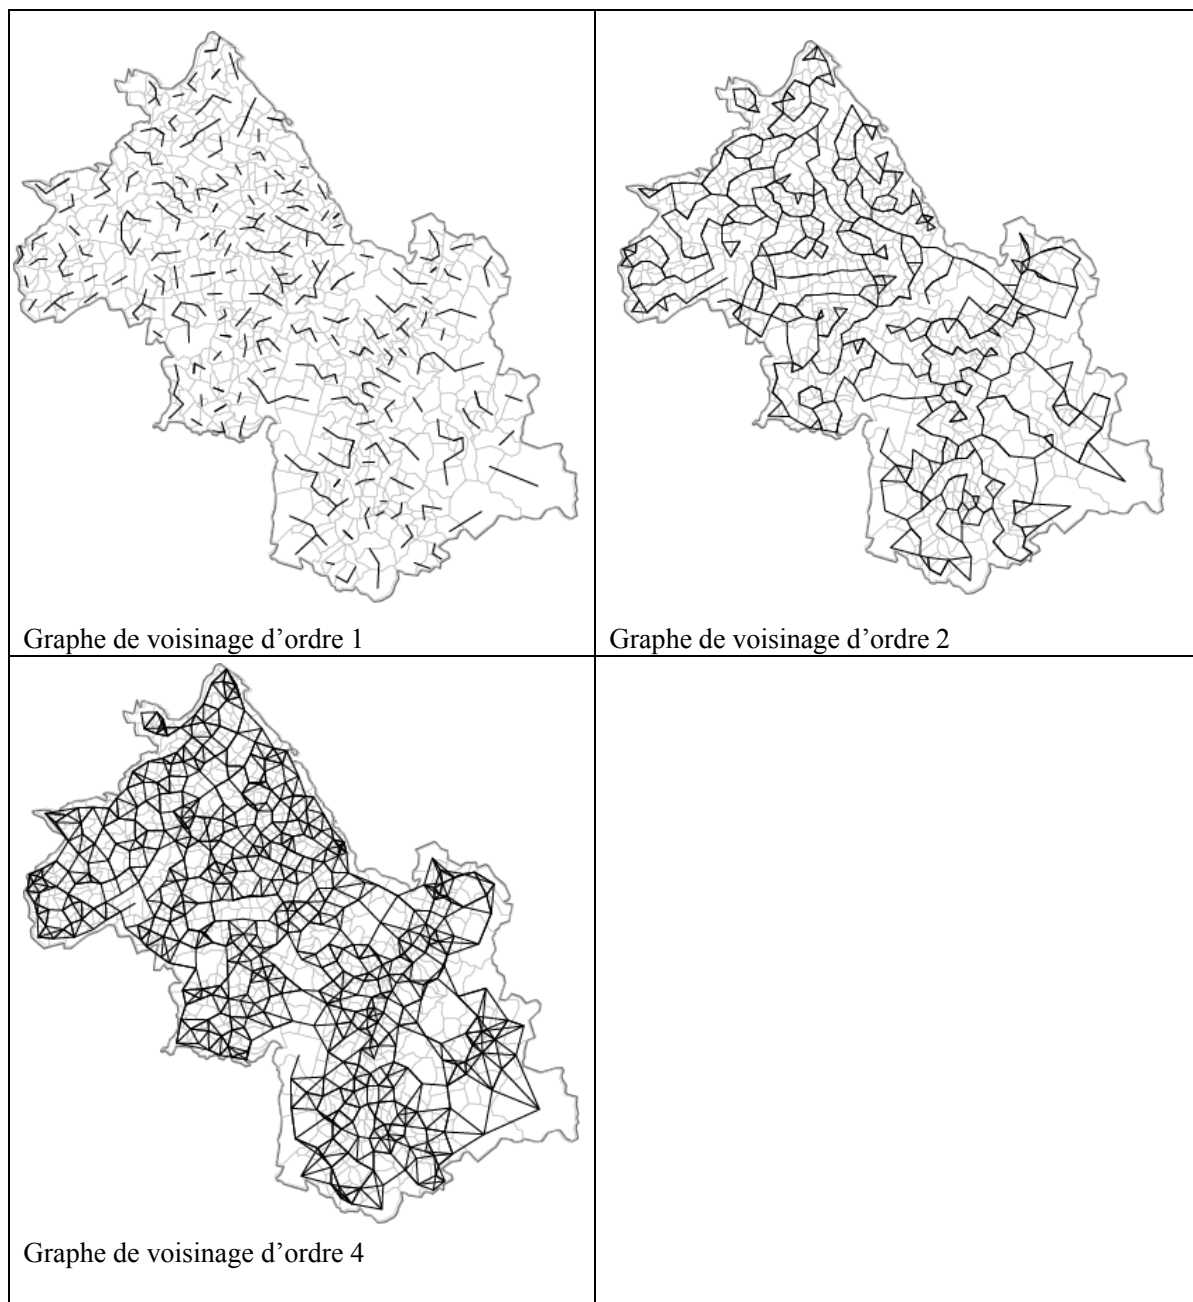 Graphe de voisinage d’ordre 1
Graphe de voisinage d’ordre 2
Graphe de voisinage d’ordre 4